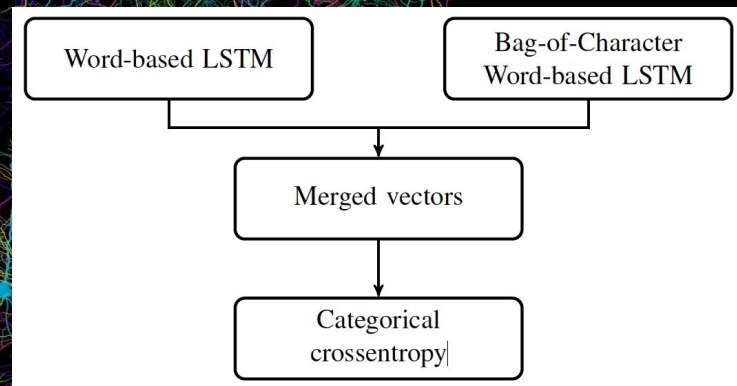 Word-based LSTM
Bag-of-Character
Word-based LSTM
Merged vectors
Categorical
crossentropy